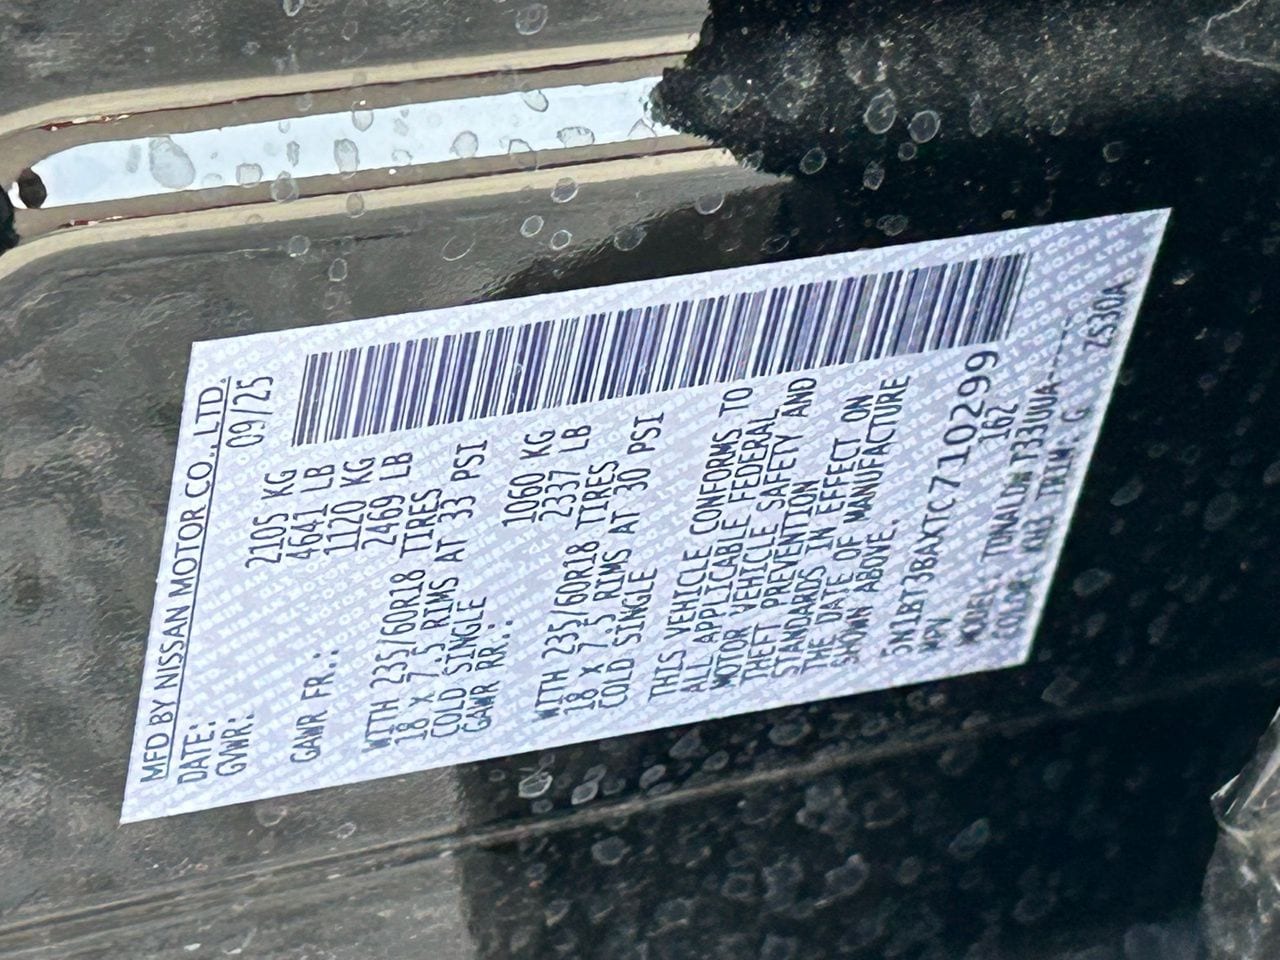 MFD BY NISSAN MOTOR CO., LTD.
DATE: 09/25
GVWR: 2105 KG
4641 LB
GAWR FR.: 1120 KG
2469 LB
WITH 235/60R18 TIRES
18 X 7.5 RIMS AT 33 PSI
COLD SINGLE
GAWR RR.: 1060 KG
2337 LB
WITH 235/60R18 TIRES
18 X 7.5 RIMS AT 30 PSI
COLD SINGLE
THIS VEHICLE CONFORMS TO
ALL APPLICABLE FEDERAL
MOTOR VEHICLE SAFETY AND
THEFT PREVENTION
STANDARDS IN EFFECT ON
THE DATE OF MANUFACTURE
SHOWN ABOVE.
5N1BT3BAXTC710299
MPV 162
MODEL:
COLOR: KH3 TRIM: G ZS30A